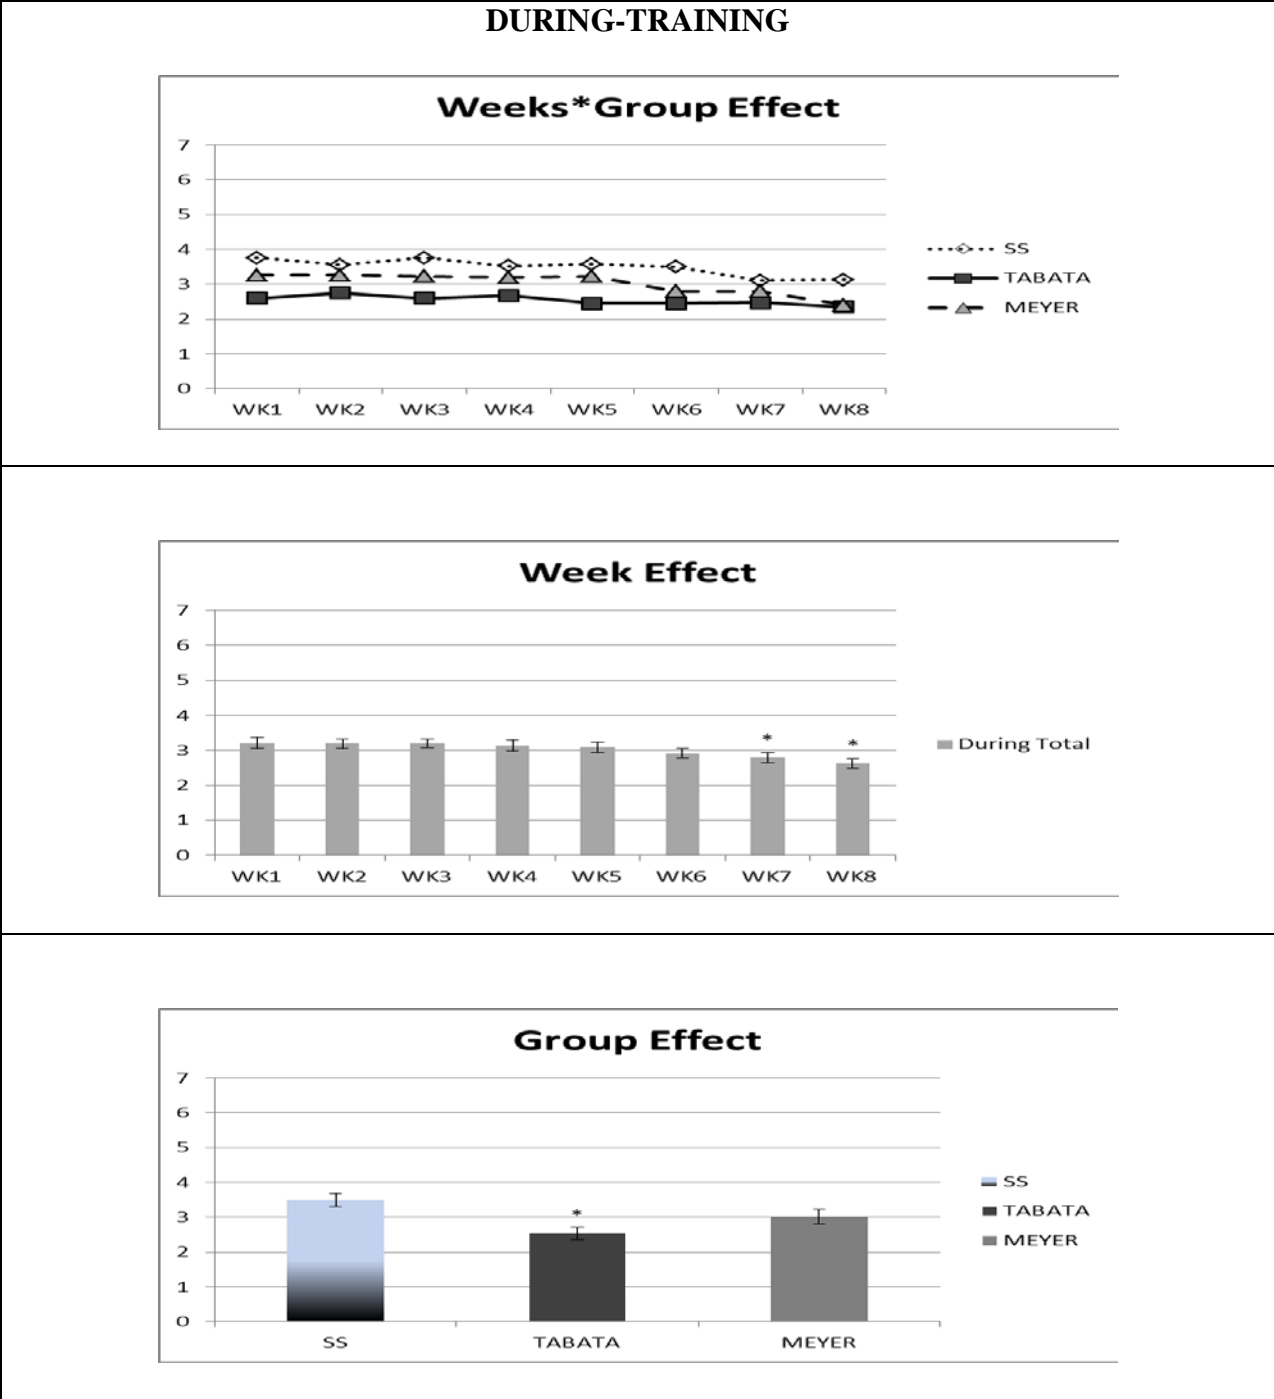 DURING-TRAINING
Weeks*Group Effect
7
6
5
4
3
2
1
0
WK1 WK2 WK3 WK4 WK5 WK6 WK7 WK8
SS
TABATA
MEYER
Week Effect
7
6
5
4
3
2
1
0
* *
WK1 WK2 WK3 WK4 WK5 WK6 WK7 WK8
During Total
Group Effect
7
6
5
4
3
2
1
0
*
SS TABATA MEYER
SS
TABATA
MEYER